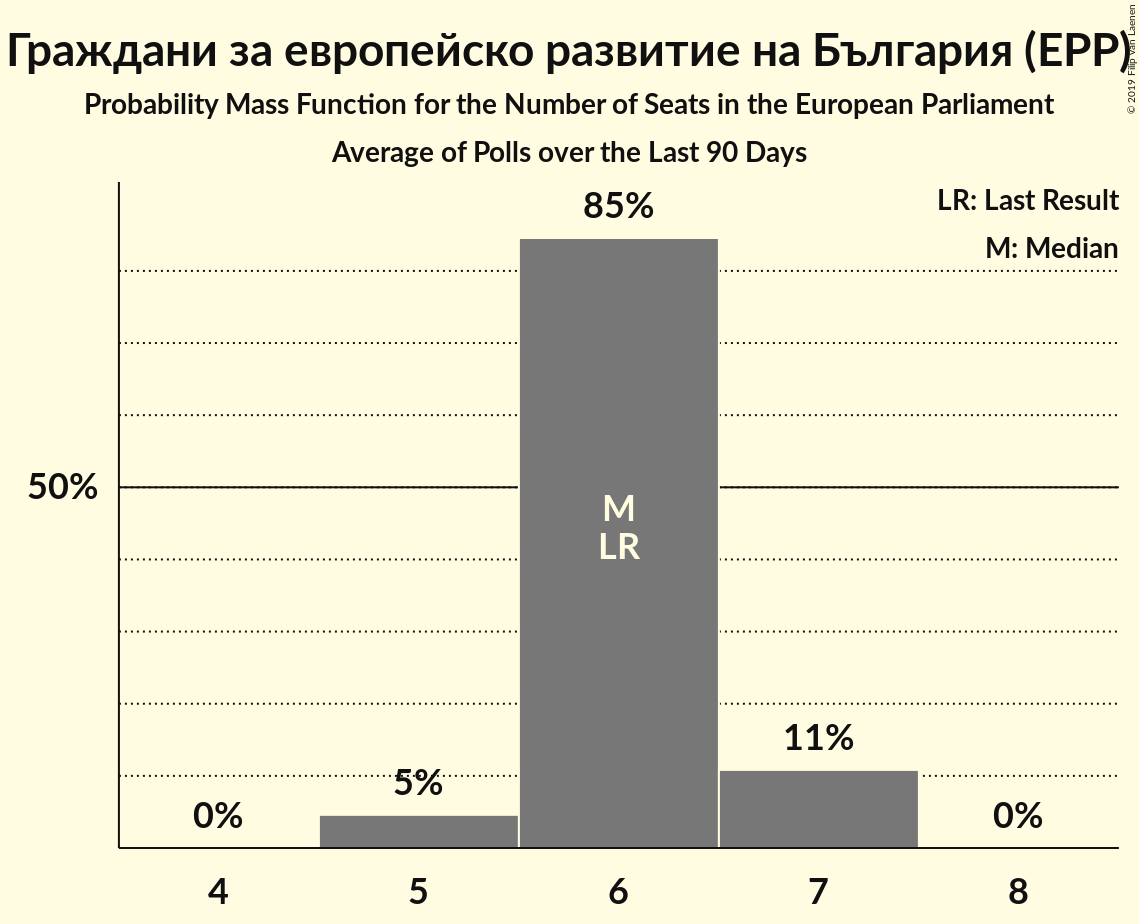 Граждани за европейско развитие на България (EPP)
Probability Mass Function for the Number of Seats in the European Parliament
Average of Polls over the Last 90 Days
© 2019 Filip van Laenen
LR: Last Result
M: Median
85%
50%
M
LR
11%
5%
0%
0%
4
5
6
7
8